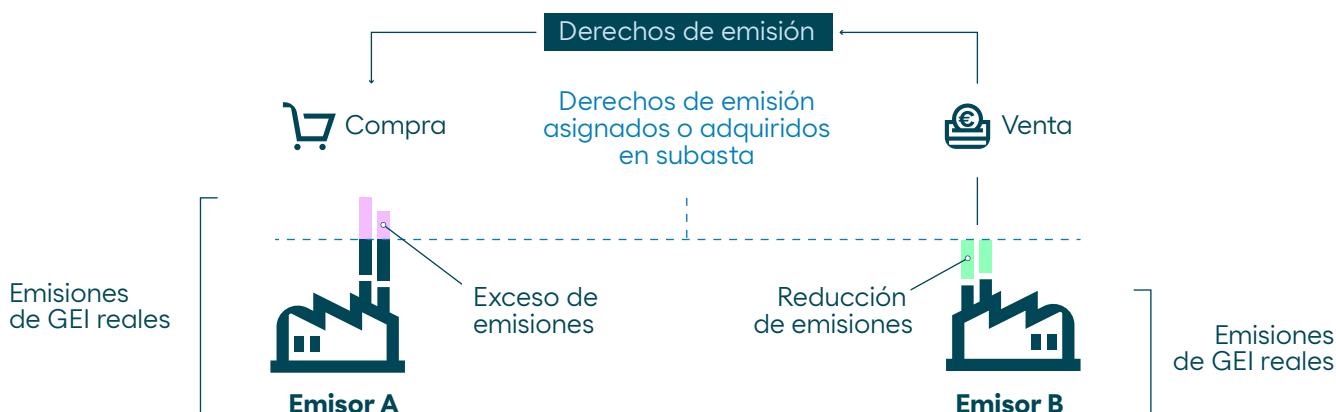 Derechos de emisión
Compra
Derechos de emisión
asignados o adquiridos
en subasta
€
Venta
Emisiones
de GEI reales
Exceso de
emisiones
Reducción
de emisiones
Emisiones
de GEI reales
Emisor A
Emisor B